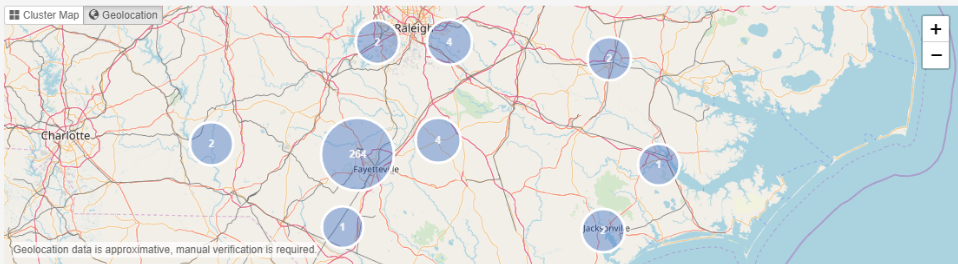 Cluster Map Geolocation
+
−
Raleigh
2
4
2
Charlotte
2
264
4
Fayetteville
1
1
Jacksonville
Geolocation data is approximative, manual verification is required.